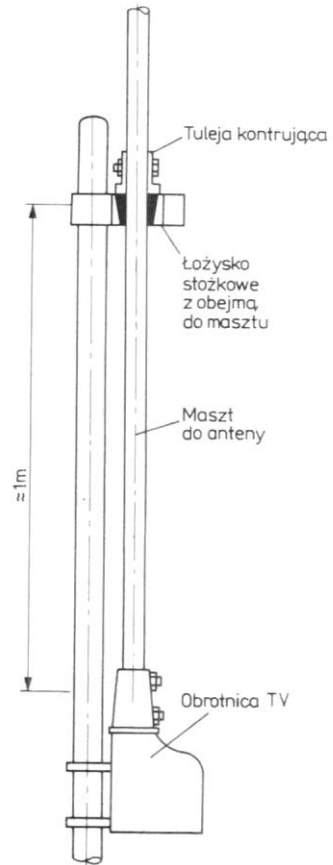 Tuleja kontrująca
Łożysko
stożkowe
z obejmą
do masztu
Maszt
do anteny
≈1m
Obrotnica TV